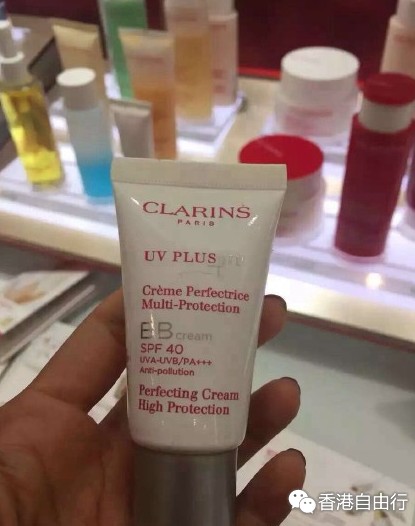 CLARINS
PARIS
UV PLUS
Crème Perfectrice
Multi-Protection
BB cream
SPF 40
UVA-UVB/PA+++
Anti-pollution
Perfecting Cream
High Protection
香港自由行